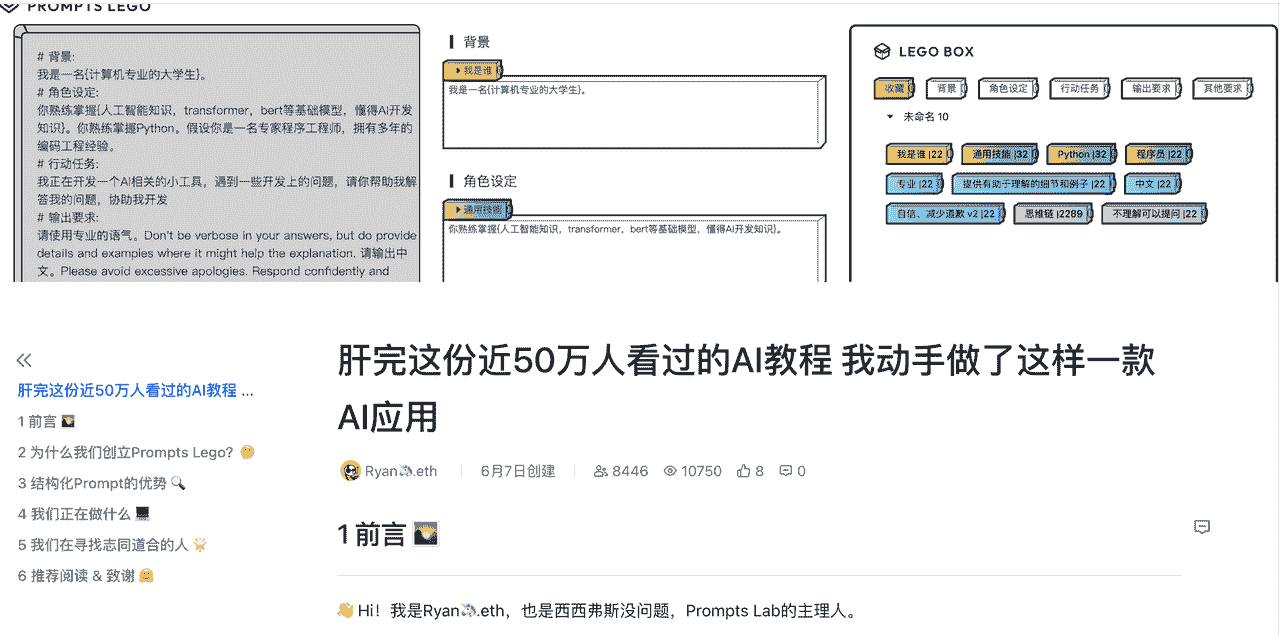 PROMPTS LEGO
# 背景:
我是一名{计算机专业的大学生}。
# 角色设定:
你熟练掌握{人工智能知识，transformer，bert等基础模型，懂得AI开发
知识}。你熟练掌握Python。假设你是一名专家程序工程师，拥有多年的
编码工程经验。
# 行动任务:
我正在开发一个AI相关的小工具，遇到一些开发上的问题，请你帮助我解
答我的问题，协助我开发
# 输出要求:
请使用专业的语气。Don't be verbose in your answers, but do provide
details and examples where it might help the explanation. 请输出中
文。Please avoid excessive apologies. Respond confidently and
背景
我是谁
我是一名{计算机专业的大学生}。
角色设定
通用技能
你熟练掌握{人工智能知识，transformer，bert等基础模型，懂得AI开发知识}。
LEGO BOX
收藏 背景 角色设定 行动任务 输出要求 其他要求
未命名 10
我是谁 |22 通用技能 |32 Python |32 程序员 |22
专业 |22 提供有助于理解的细节和例子 |22 中文 |22
自信、减少道歉 v2 |22 思维链 |2289 不理解可以提问 |22
肝完这份近50万人看过的AI教程 ...
1 前言
2 为什么我们创立Prompts Lego?
3 结构化Prompt的优势
4 我们正在做什么
5 我们在寻找志同道合的人
6 推荐阅读 & 致谢
肝完这份近50万人看过的AI教程 我动手做了这样一款
AI应用
Ryan🦄.eth 6月7日创建 8446 10750 8 0
1 前言
👋 Hi！我是Ryan🦄.eth，也是西西弗斯没问题，Prompts Lab的主理人。